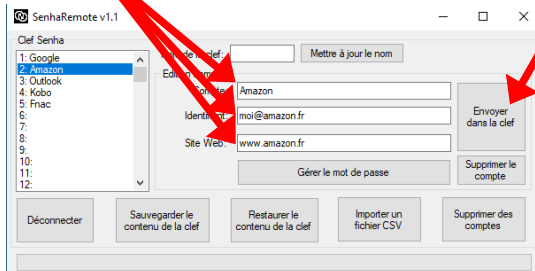 SenhaRemote v1.1
Clef Senha
1: Google
2: Amazon
3: Outlook
4: Kobo
5: Fnac
6:
7:
8:
9:
10:
11:
12:
clef:
Mettre à jour le nom
Amazon
Identifiant:
moi@amazon.fr
Site Web:
www.amazon.fr
Gérer le mot de passe
Envoyer
dans la clef
Supprimer le
compte
Déconnecter
Sauvegarder le
contenu de la clef
Restaurer le
contenu de la clef
Importer un
fichier CSV
Supprimer des
comptes